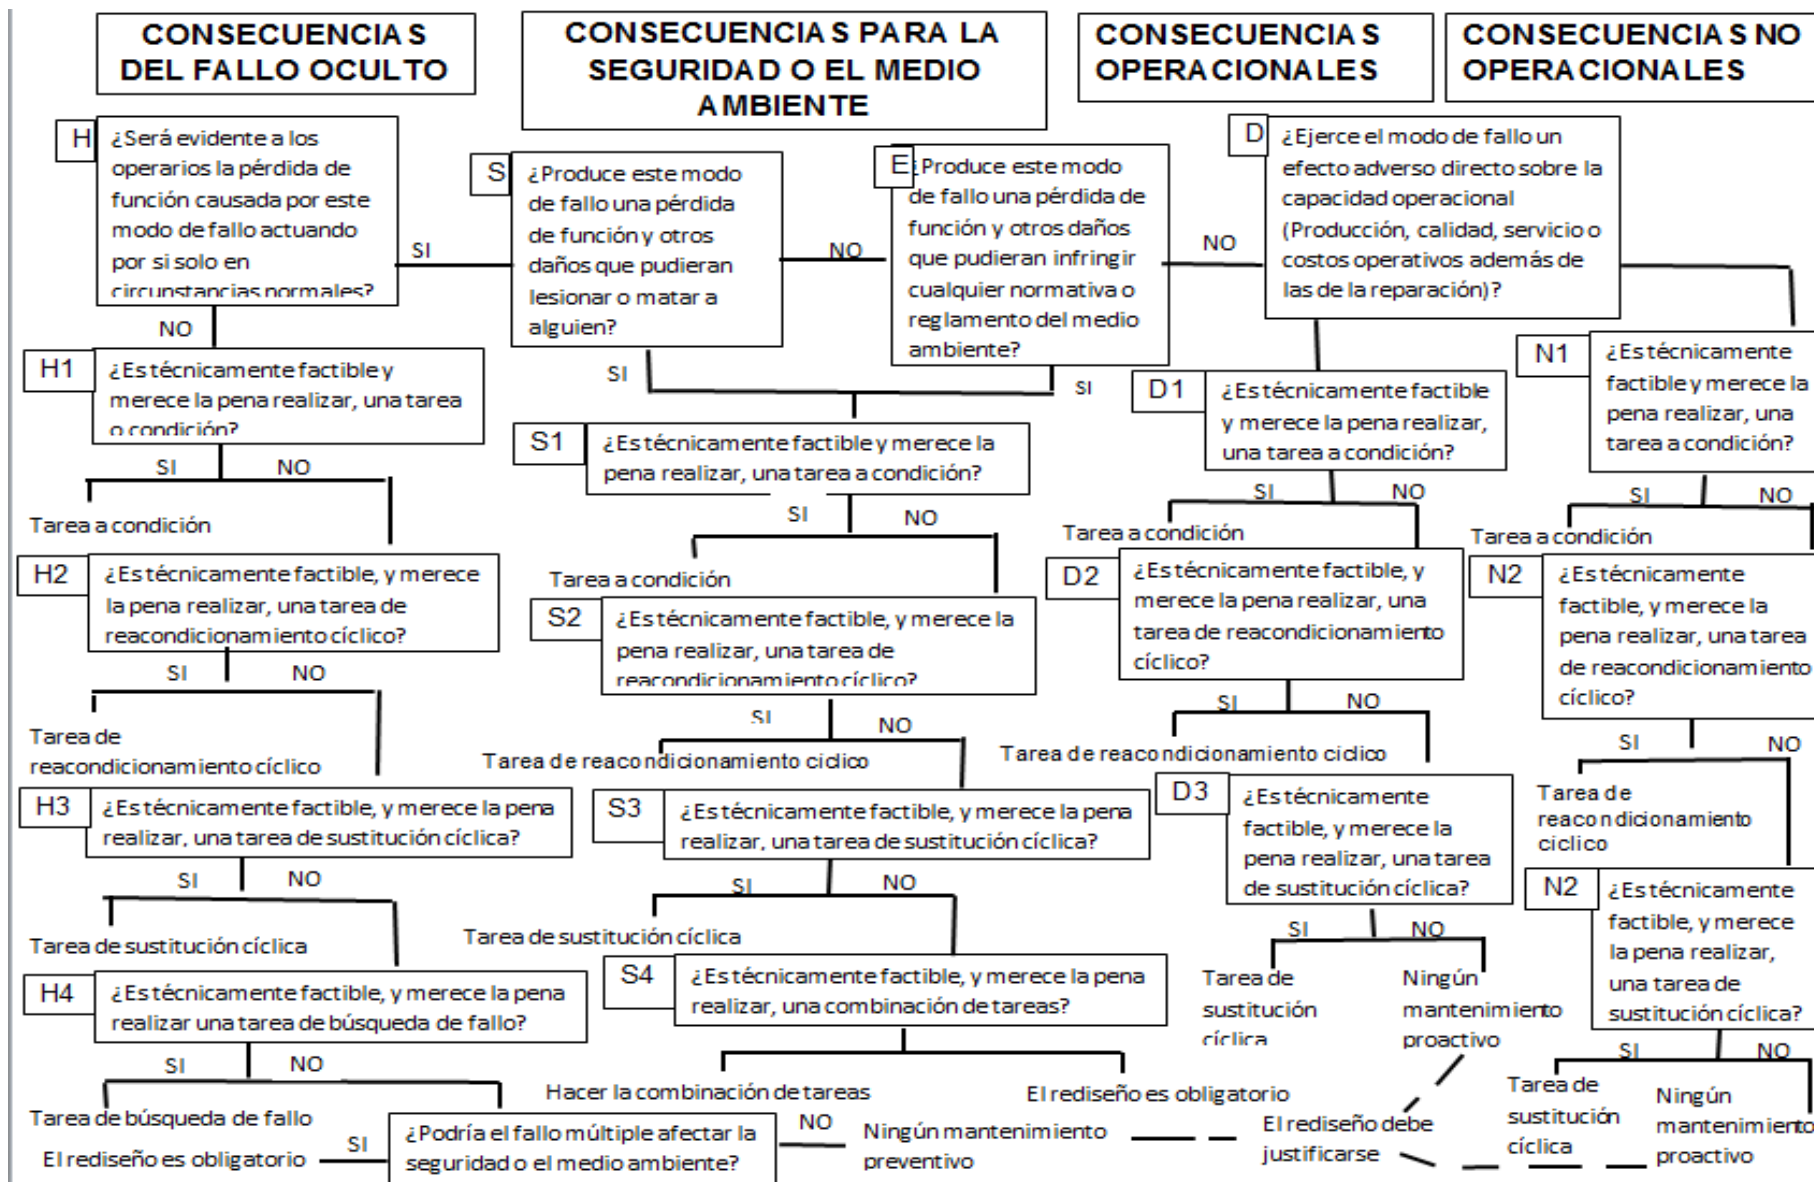 CONSECUENCIAS
DEL FALLO OCULTO
CONSECUENCIAS PARA LA
SEGURIDAD O EL MEDIO
AMBIENTE
CONSECUENCIAS
OPERACIONALES
CONSECUENCIAS NO
OPERACIONALES
H
¿Será evidente a los
operarios la pérdida de
función causada por este
modo de fallo actuando
por si solo en
circunstancias normales?
SI
NO
S
¿Produce este modo
de fallo una pérdida
de función y otros
daños que pudieran
lesionar o matar a
alguien?
NO
SI
E
¿Produce este modo
de fallo una pérdida de
función y otros daños
que pudieran infringir
cualquier normativa o
reglamento del medio
ambiente?
NO
SI
D
¿Ejerce el modo de fallo un
efecto adverso directo sobre la
capacidad operacional
(Producción, calidad, servicio o
costos operativos además de
las de la reparación)?
H1
¿Es técnicamente factible y
merece la pena realizar, una tarea
o condición?
SI
NO
Tarea a condición
H2
¿Es técnicamente factible, y merece
la pena realizar, una tarea de
reacondicionamiento cíclico?
SI
NO
Tarea de
reacondicionamiento cíclico
H3
¿Es técnicamente factible, y merece la pena
realizar, una tarea de sustitución cíclica?
SI
NO
Tarea de sustitución cíclica
H4
¿Es técnicamente factible, y merece la pena
realizar una tarea de búsqueda de fallo?
SI
NO
Tarea de búsqueda de fallo
El rediseño es obligatorio
SI
¿Podría el fallo múltiple afectar la
seguridad o el medio ambiente?
NO
Ningún mantenimiento
preventivo
El rediseño debe
justificarse
S1
¿Es técnicamente factible y merece la
pena realizar, una tarea a condición?
SI
NO
Tarea a condición
S2
¿Es técnicamente factible, y merece la
pena realizar, una tarea de
reacondicionamiento cíclico?
SI
NO
Tarea de reacondicionamiento ciclico
S3
¿Es técnicamente factible, y merece la pena
realizar, una tarea de sustitución cíclica?
SI
NO
Tarea de sustitución cíclica
S4
¿Es técnicamente factible, y merece la pena
realizar, una combinación de tareas?
Hacer la combinación de tareas
El rediseño es obligatorio
D1
¿Es técnicamente factible
y merece la pena realizar,
una tarea a condición?
SI
NO
Tarea a condición
D2
¿Es técnicamente factible, y
merece la pena realizar, una
tarea de reacondicionamiento
cíclico?
SI
NO
Tarea de reacondicionamiento ciclico
D3
¿Es técnicamente
factible, y merece la
pena realizar, una tarea
de sustitución cíclica?
SI
NO
Tarea de
sustitución
cíclica
Ningún
mantenimiento
proactivo
N1
¿Es técnicamente
factible y merece la
pena realizar, una
tarea a condición?
SI
NO
Tarea a condición
N2
¿Es técnicamente
factible, y merece la
pena realizar, una tarea
de reacondicionamiento
cíclico?
SI
NO
Tarea de
reacondicionamiento
ciclico
N2
¿Es técnicamente
factible, y merece
la pena realizar,
una tarea de
sustitución cíclica?
SI
NO
Tarea de
sustitución
cíclica
Ningún
mantenimiento
proactivo